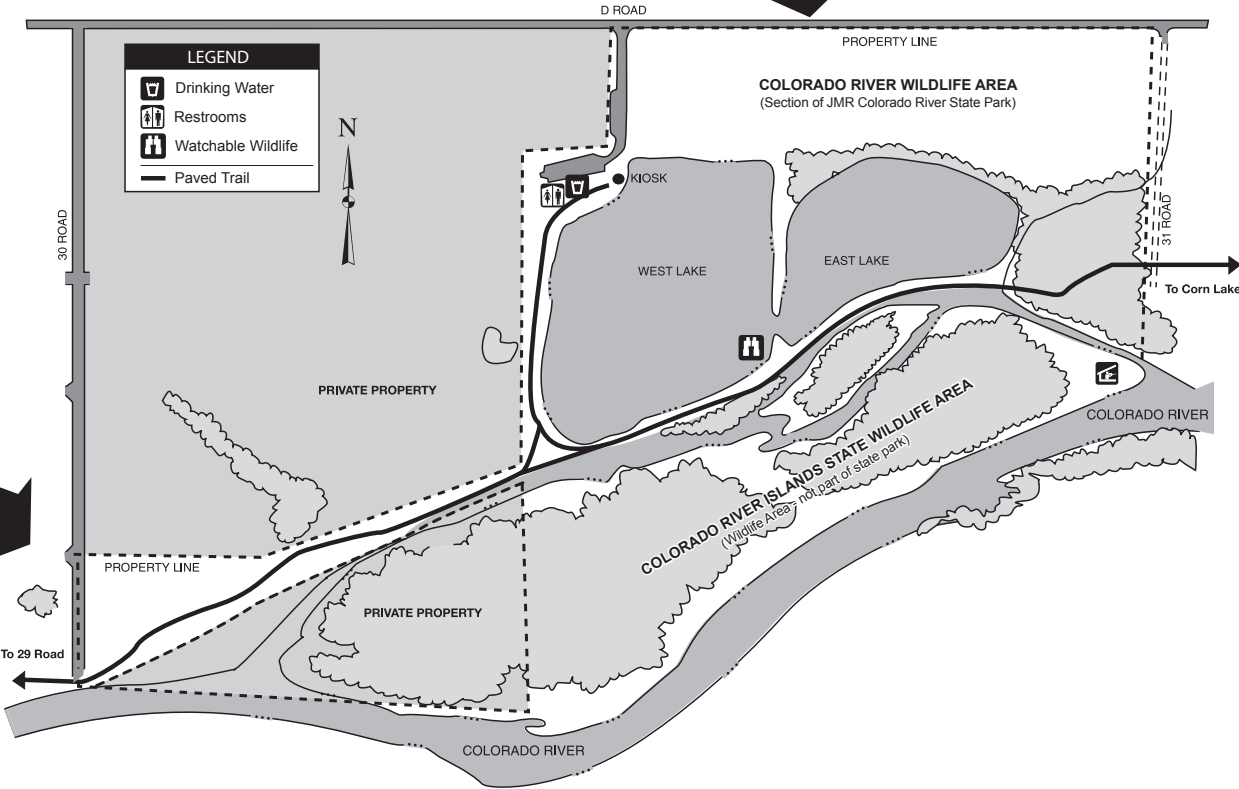 D ROAD
PROPERTY LINE
LEGEND
Drinking Water
Restrooms
Watchable Wildlife
Paved Trail
COLORADO RIVER WILDLIFE AREA
(Section of JMR Colorado River State Park)
N
KIOSK
30 ROAD
31 ROAD
WEST LAKE
EAST LAKE
To Corn Lake
PRIVATE PROPERTY
COLORADO RIVER
COLORADO RIVER ISLANDS STATE WILDLIFE AREA
(Wildlife Area - not part of state park)
PROPERTY LINE
PRIVATE PROPERTY
To 29 Road
COLORADO RIVER